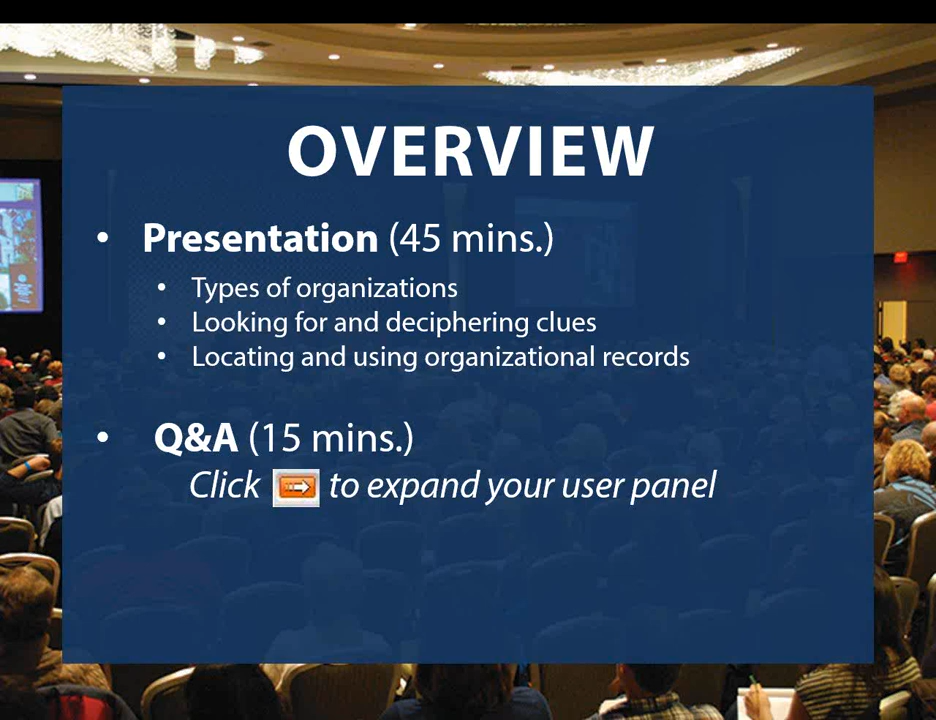 OVERVIEW
• Presentation (45 mins.)
• Types of organizations
• Looking for and deciphering clues
• Locating and using organizational records
• Q&A (15 mins.)
Click to expand your user panel